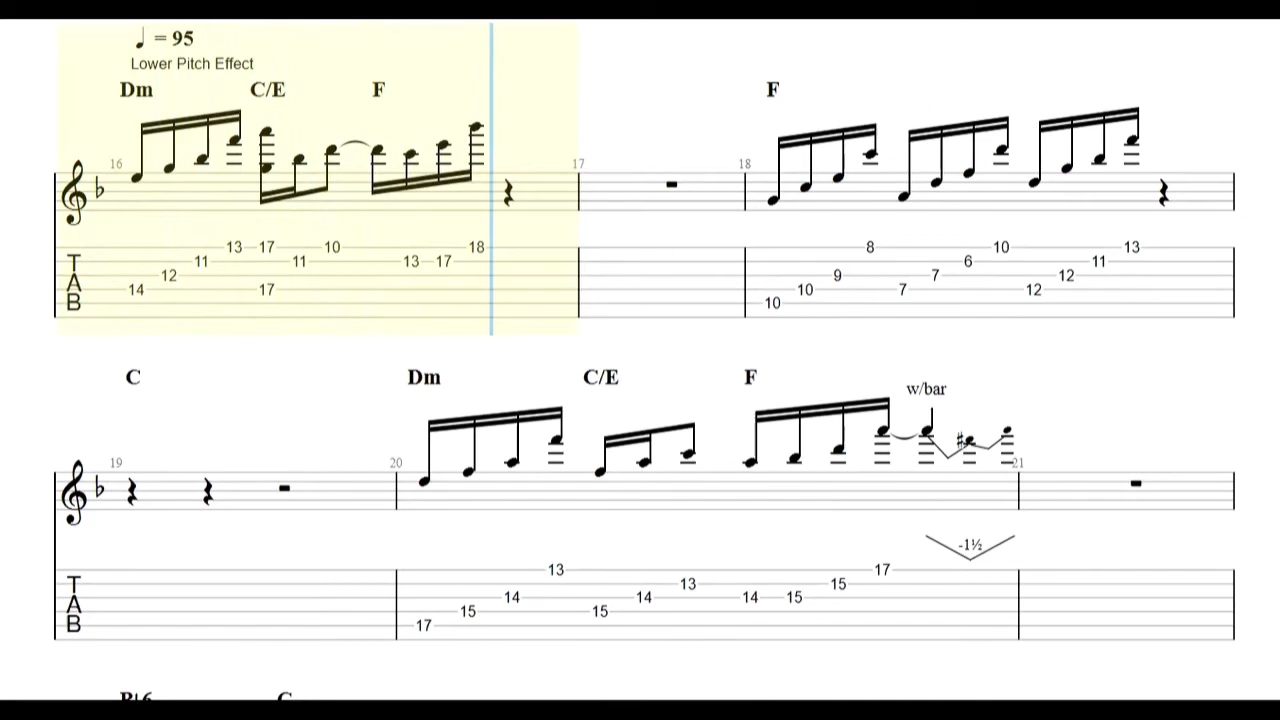 ♩ = 95
Lower Pitch Effect
Dm C/E F F
16 17 18
13 17 10 8 10 13
T 11 11 13 17 18 6 11
A 12 9 7 12
B 14 17 10 7 12
10
C Dm C/E F w/bar
19 20 21
-1½
13 17
T 13 15
A 14 14 14 15
B 15 15
17